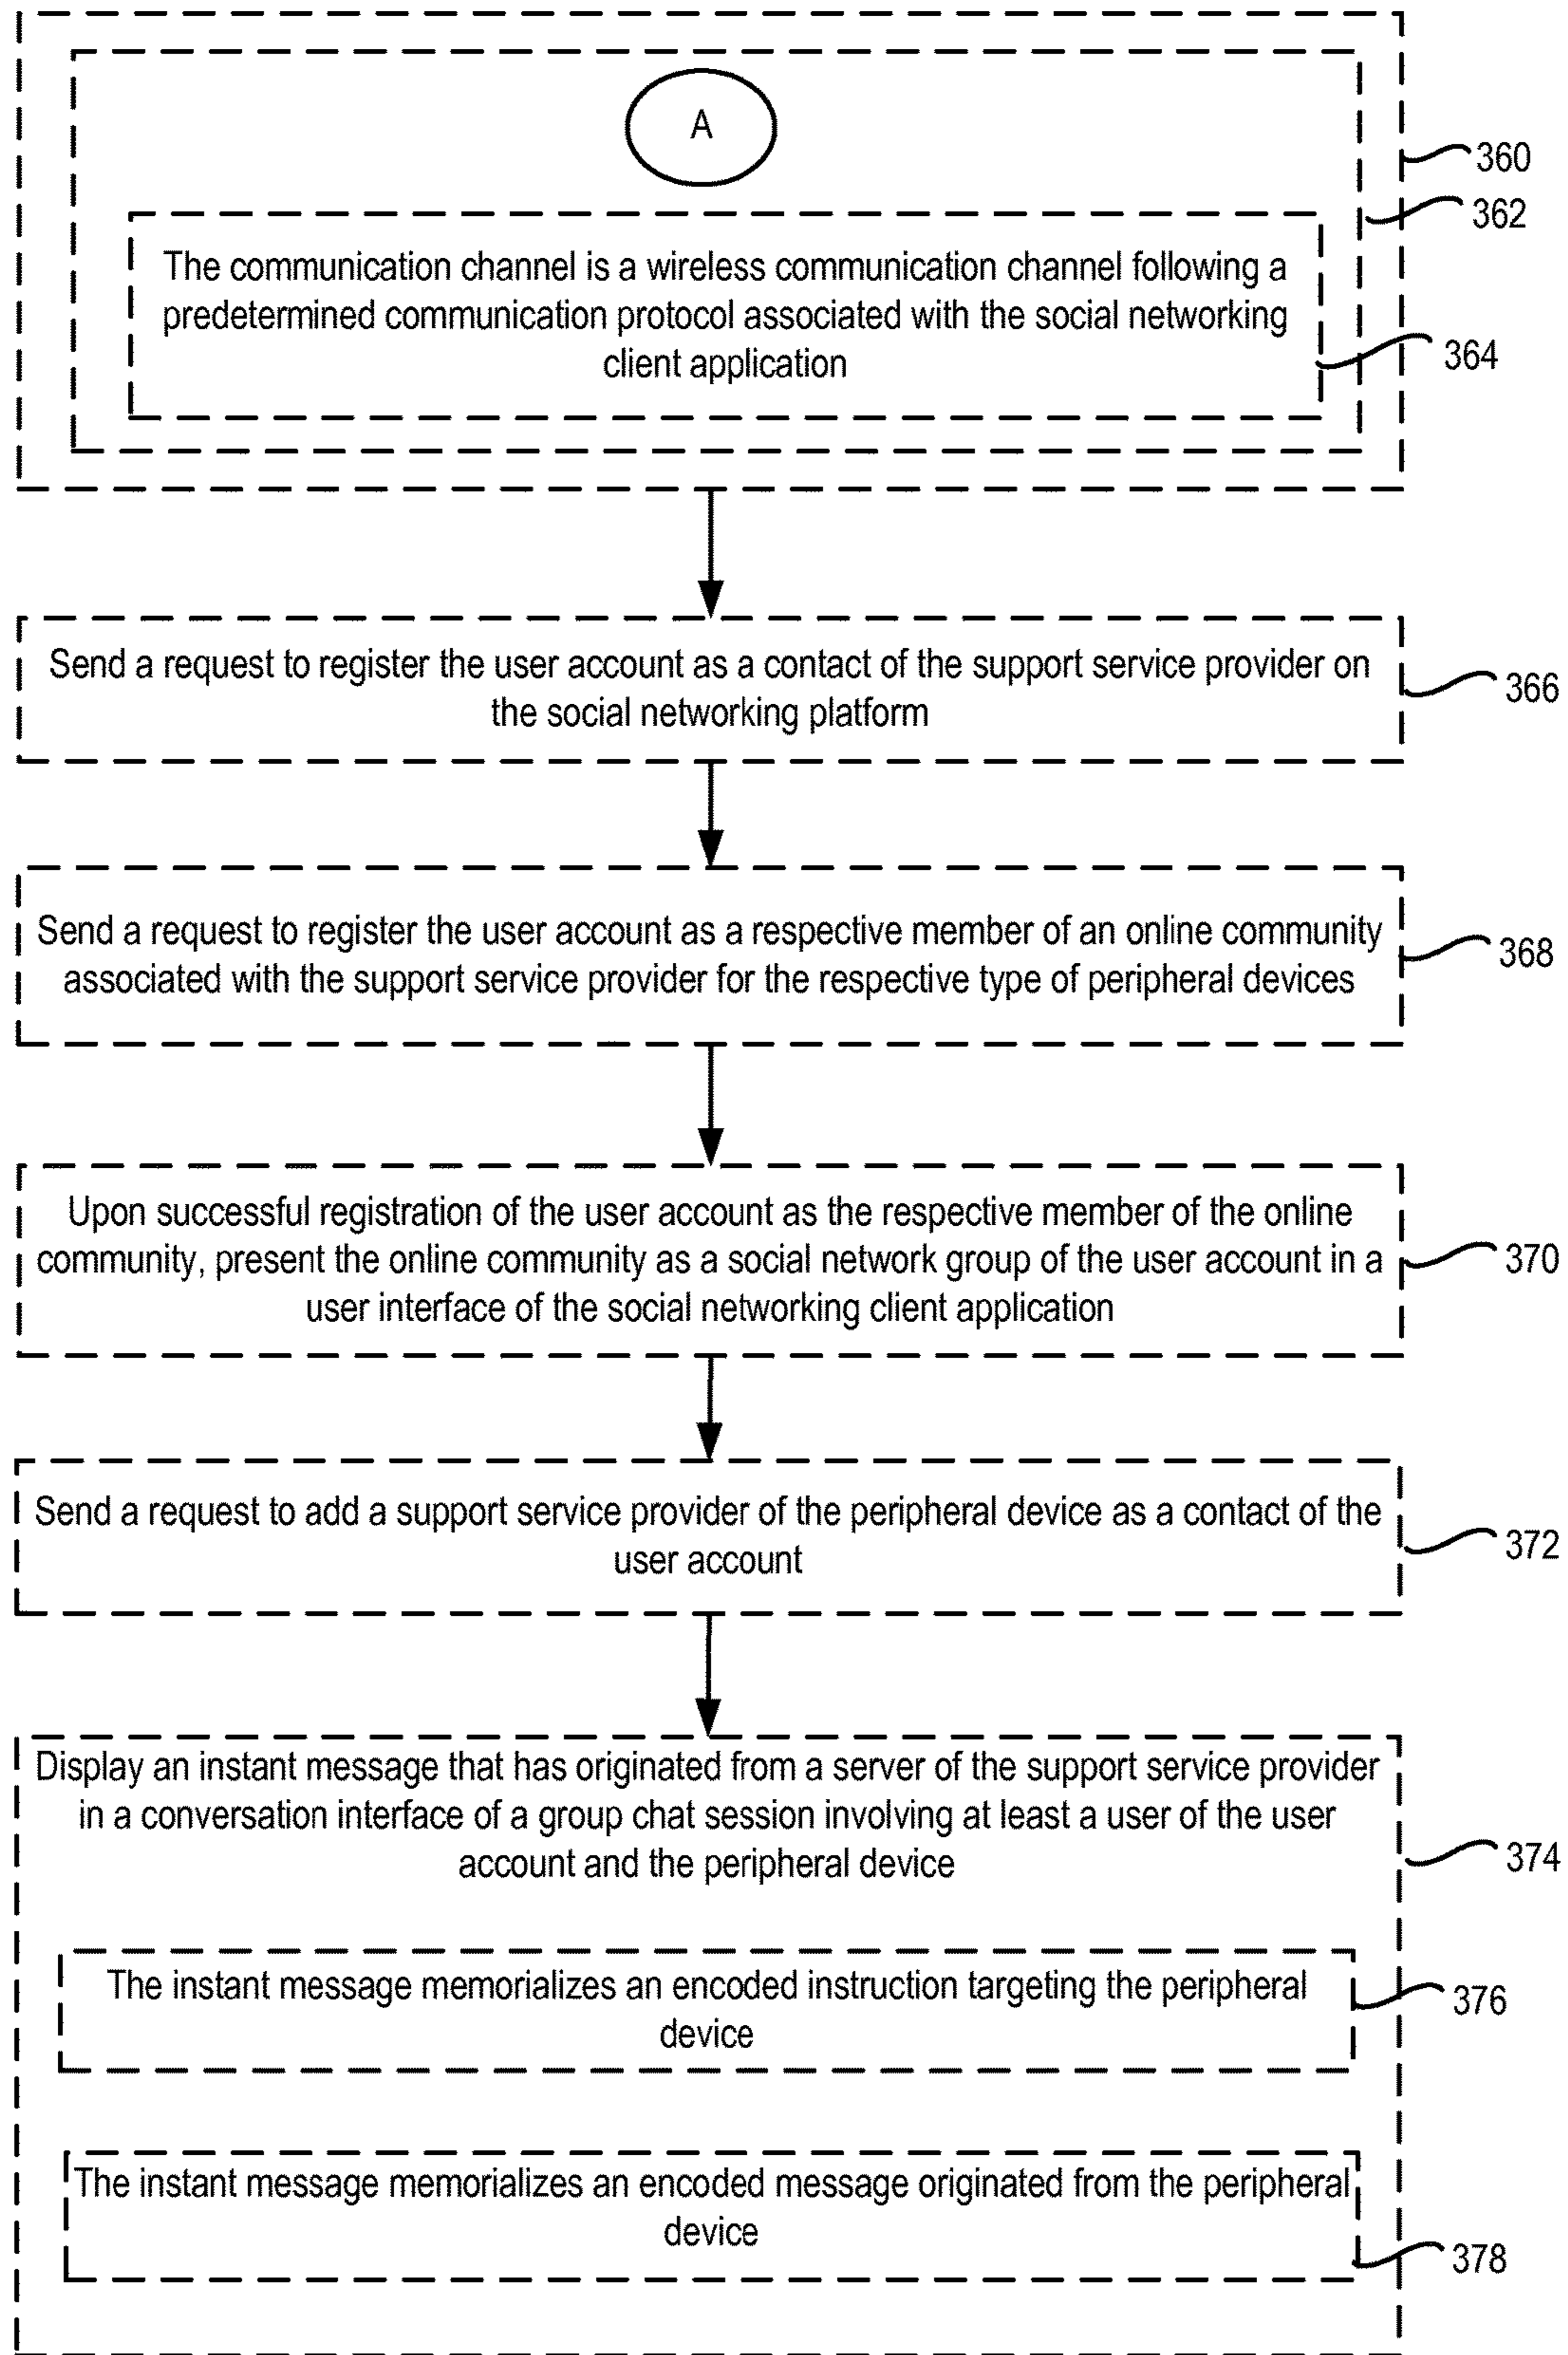 A
360
362
The communication channel is a wireless communication channel following a
predetermined communication protocol associated with the social networking
client application
364
Send a request to register the user account as a contact of the support service provider on
the social networking platform
366
Send a request to register the user account as a respective member of an online community
associated with the support service provider for the respective type of peripheral devices
368
Upon successful registration of the user account as the respective member of the online
community, present the online community as a social network group of the user account in a
user interface of the social networking client application
370
Send a request to add a support service provider of the peripheral device as a contact of the
user account
372
Display an instant message that has originated from a server of the support service provider
in a conversation interface of a group chat session involving at least a user of the user
account and the peripheral device
374
The instant message memorializes an encoded instruction targeting the peripheral
device
376
The instant message memorializes an encoded message originated from the peripheral
device
378